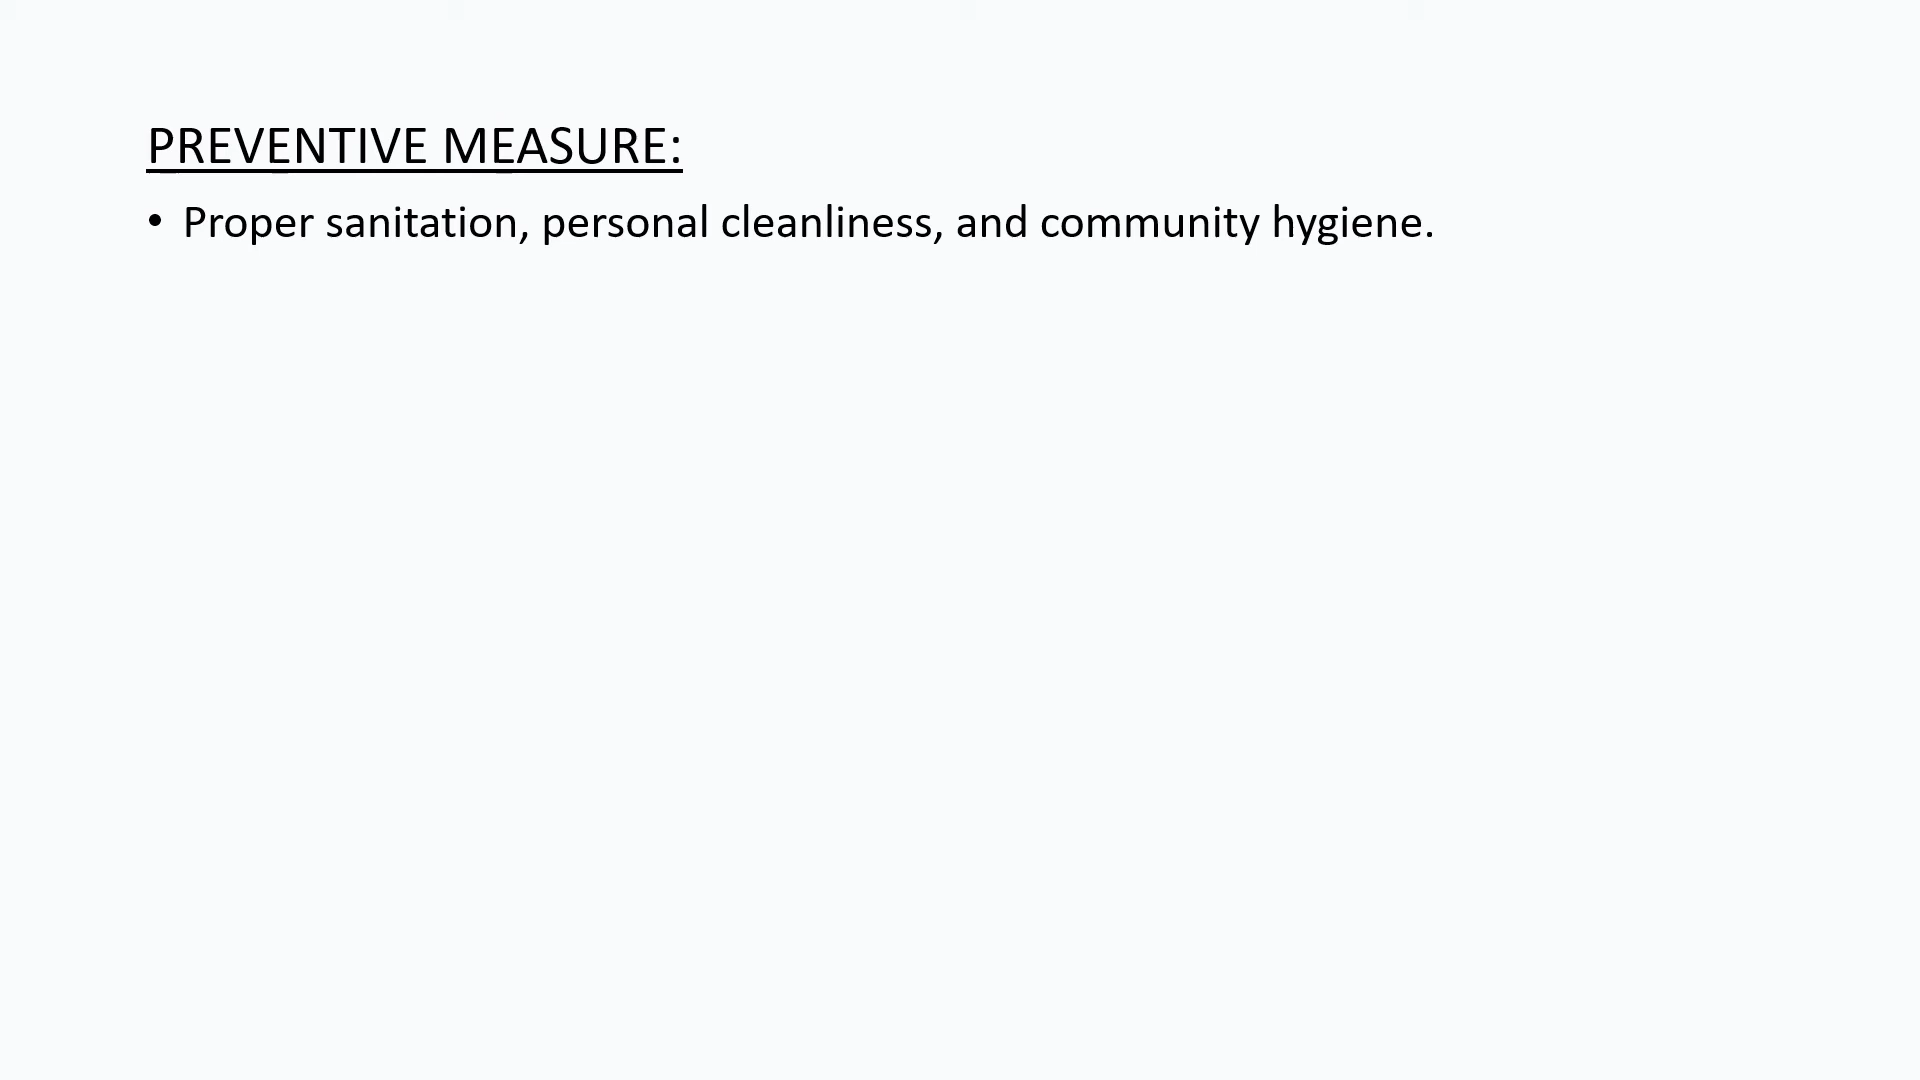 PREVENTIVE MEASURE:
• Proper sanitation, personal cleanliness, and community hygiene.